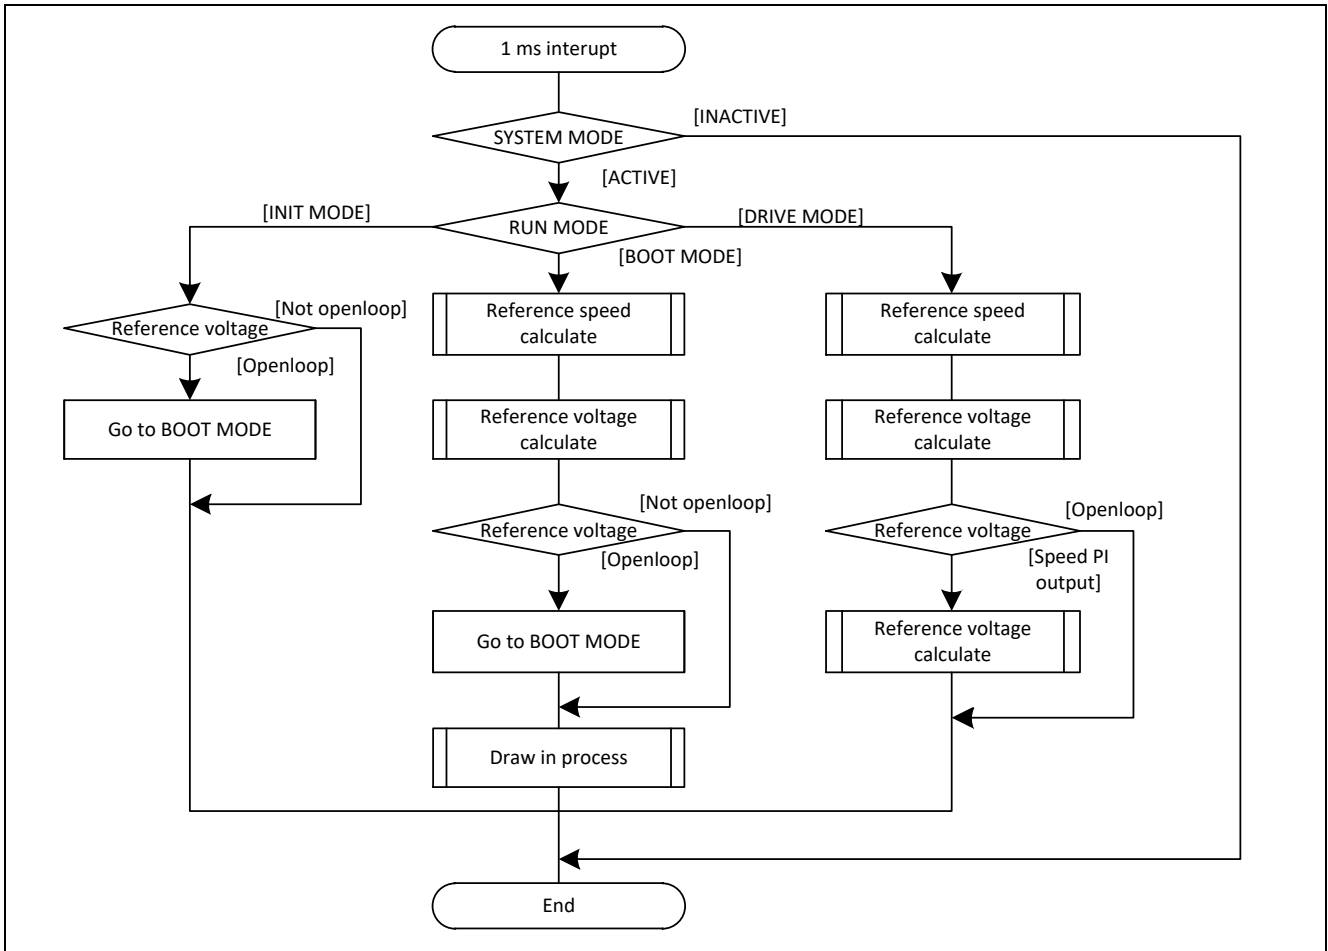 1 ms interupt
SYSTEM MODE
[INACTIVE]
[ACTIVE]
RUN MODE
[INIT MODE]
[DRIVE MODE]
[BOOT MODE]
Reference voltage
[Not openloop]
[Openloop]
Go to BOOT MODE
Reference speed
calculate
Reference voltage
calculate
Reference voltage
[Not openloop]
[Openloop]
Go to BOOT MODE
Draw in process
Reference speed
calculate
Reference voltage
calculate
Reference voltage
[Openloop]
[Speed PI
output]
Reference voltage
calculate
End